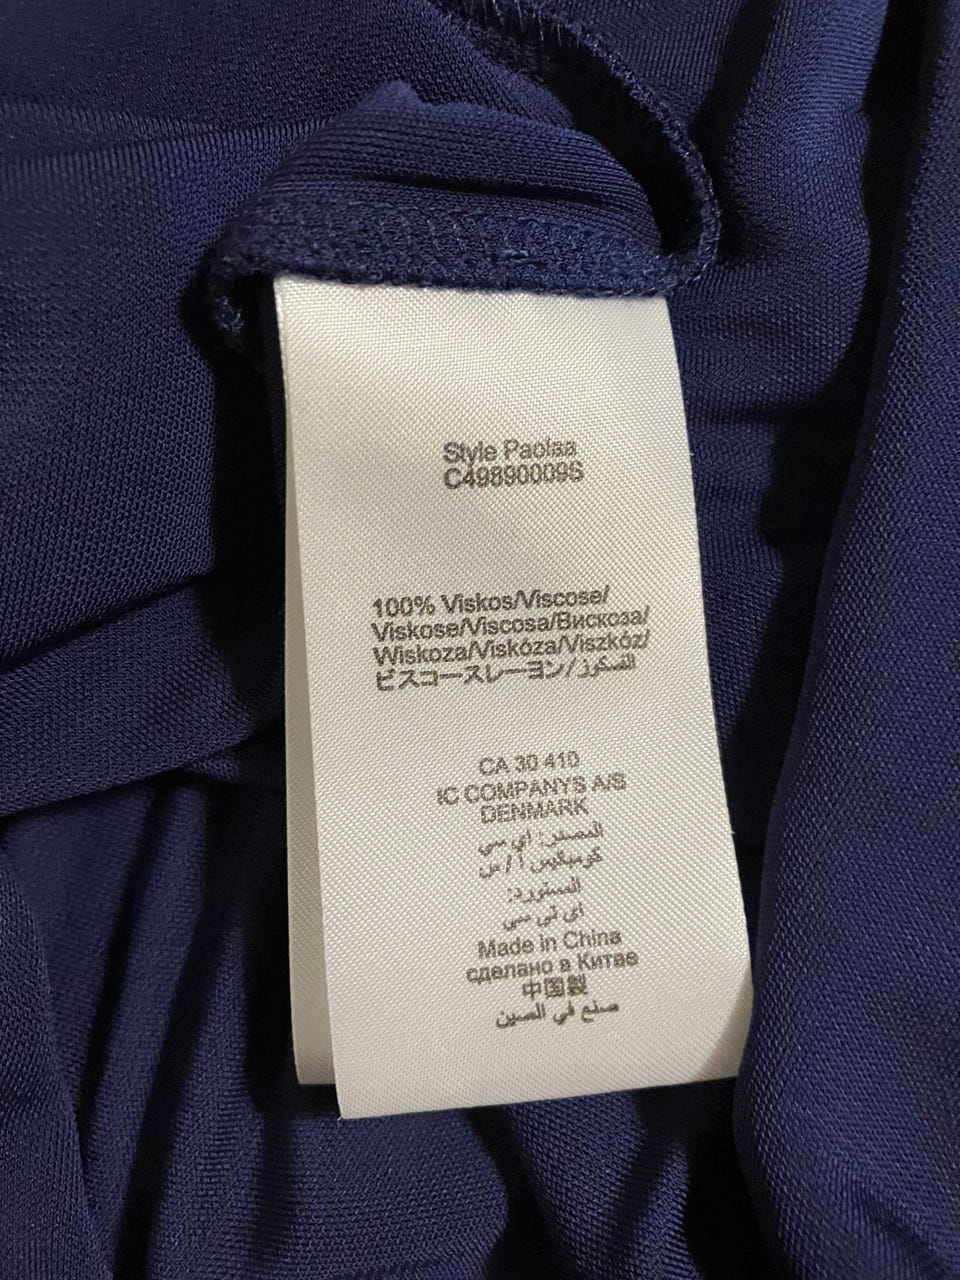 Style Paolaa
C49890009S
100% Viskos/Viscose/
Viskose/Viscosa/Вискоза/
Wiskoza/Viskóza/Viszkóz/
ビスコースレーヨン/الفسكوز
CA 30 410
IC COMPANYS A/S
DENMARK
المصدر: اي سي
كومبانيس ا / س
المستورد:
اي تي سي
Made in China
сделано в Китае
中国製
صنع في الصين